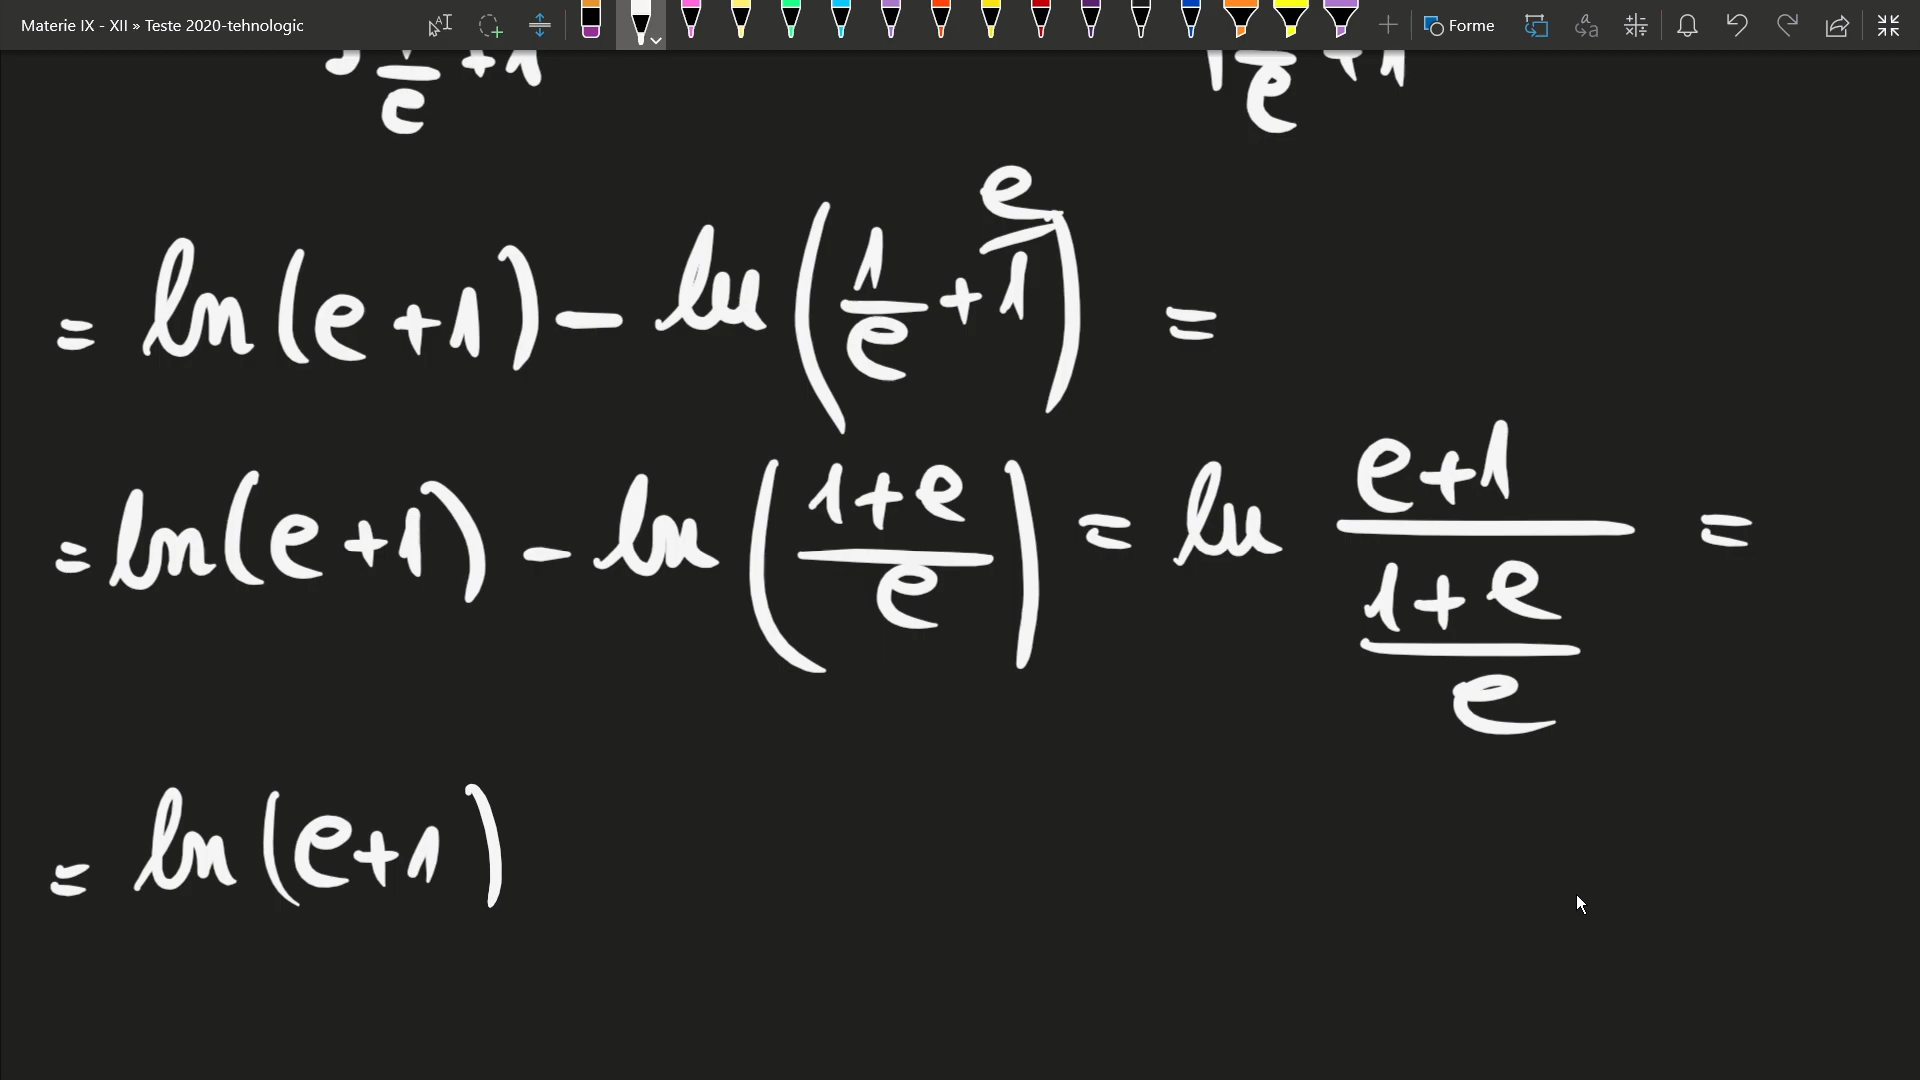 Materie IX - XII » Teste 2020-tehnologic
Forme
e +1
e
= ln(e+1) - ln(1/e + e/1) =
= ln(e+1) - ln((1+e)/e) = ln (e+1)/((1+e)/e) =
= ln(e+1)